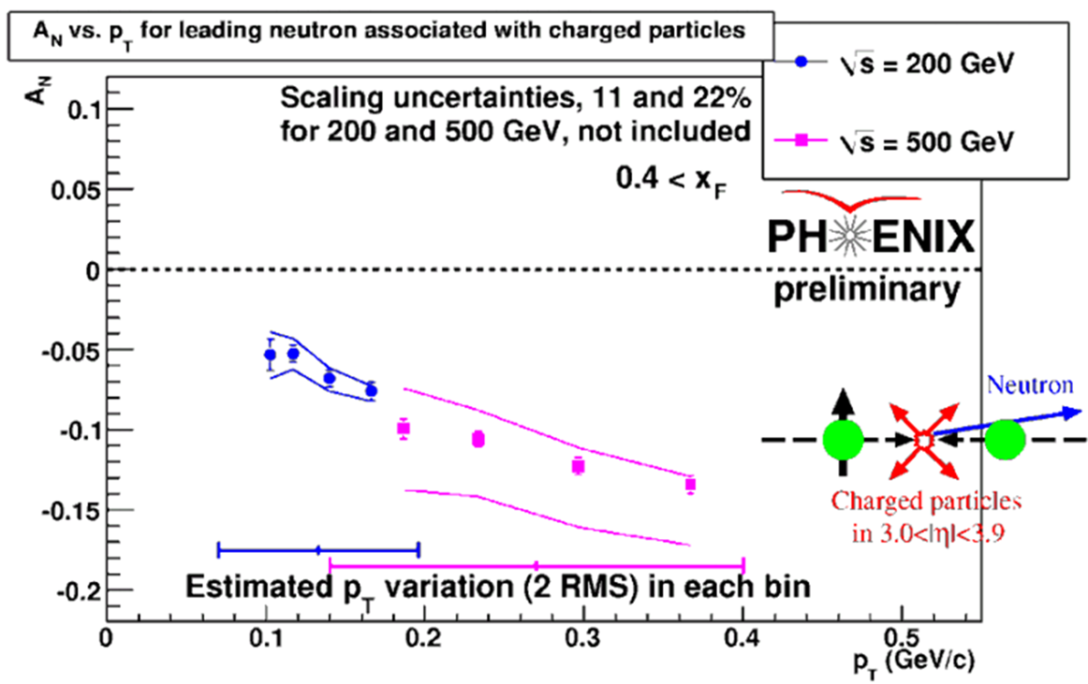 A_N vs. p_T for leading neutron associated with charged particles
√s = 200 GeV
√s = 500 GeV
A_N
Scaling uncertainties, 11 and 22%
for 200 and 500 GeV, not included
0.4 < x_F
PHENIX
preliminary
0.1
0.05
0
-0.05
-0.1
-0.15
-0.2
Neutron
Charged particles
in 3.0<|η|<3.9
Estimated p_T variation (2 RMS) in each bin
0 0.1 0.2 0.3 0.4 0.5
p_T (GeV/c)